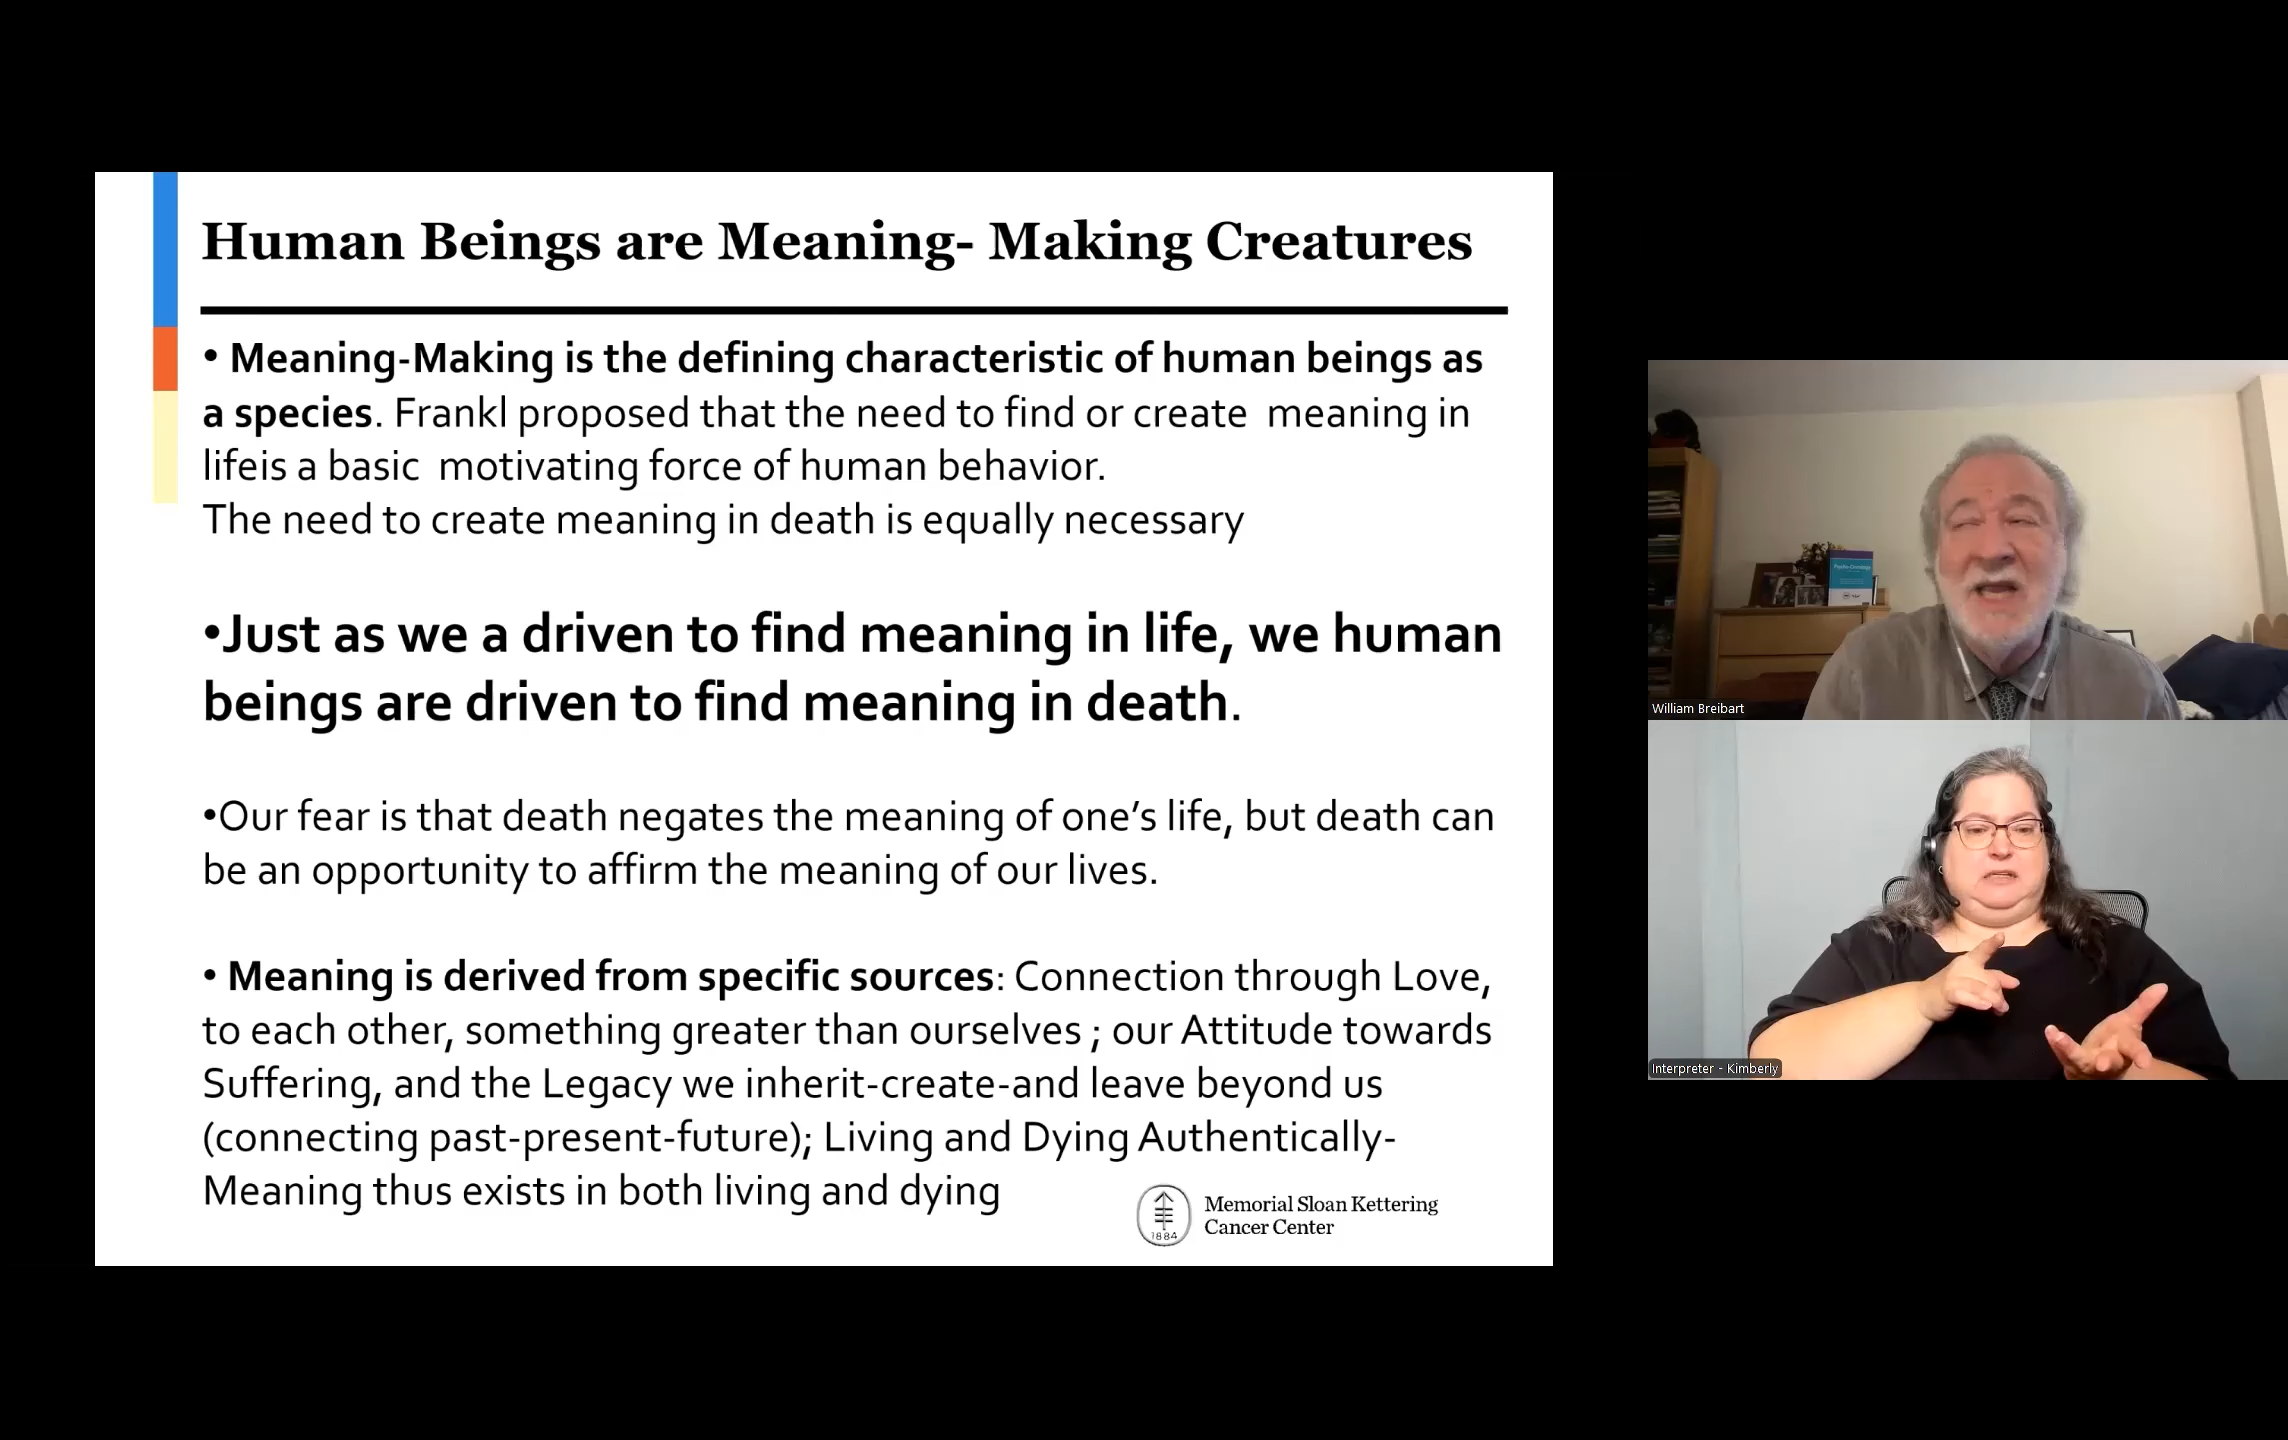 Human Beings are Meaning- Making Creatures
• Meaning-Making is the defining characteristic of human beings as
a species. Frankl proposed that the need to find or create  meaning in
lifeis a basic  motivating force of human behavior.
The need to create meaning in death is equally necessary
•Just as we a driven to find meaning in life, we human
beings are driven to find meaning in death.
•Our fear is that death negates the meaning of one’s life, but death can
be an opportunity to affirm the meaning of our lives.
• Meaning is derived from specific sources: Connection through Love,
to each other, something greater than ourselves ; our Attitude towards
Suffering, and the Legacy we inherit-create-and leave beyond us
(connecting past-present-future); Living and Dying Authentically-
Meaning thus exists in both living and dying
1884
Memorial Sloan Kettering
Cancer Center
Psycho-Oncology
William Breibart
Interpreter - Kimberly